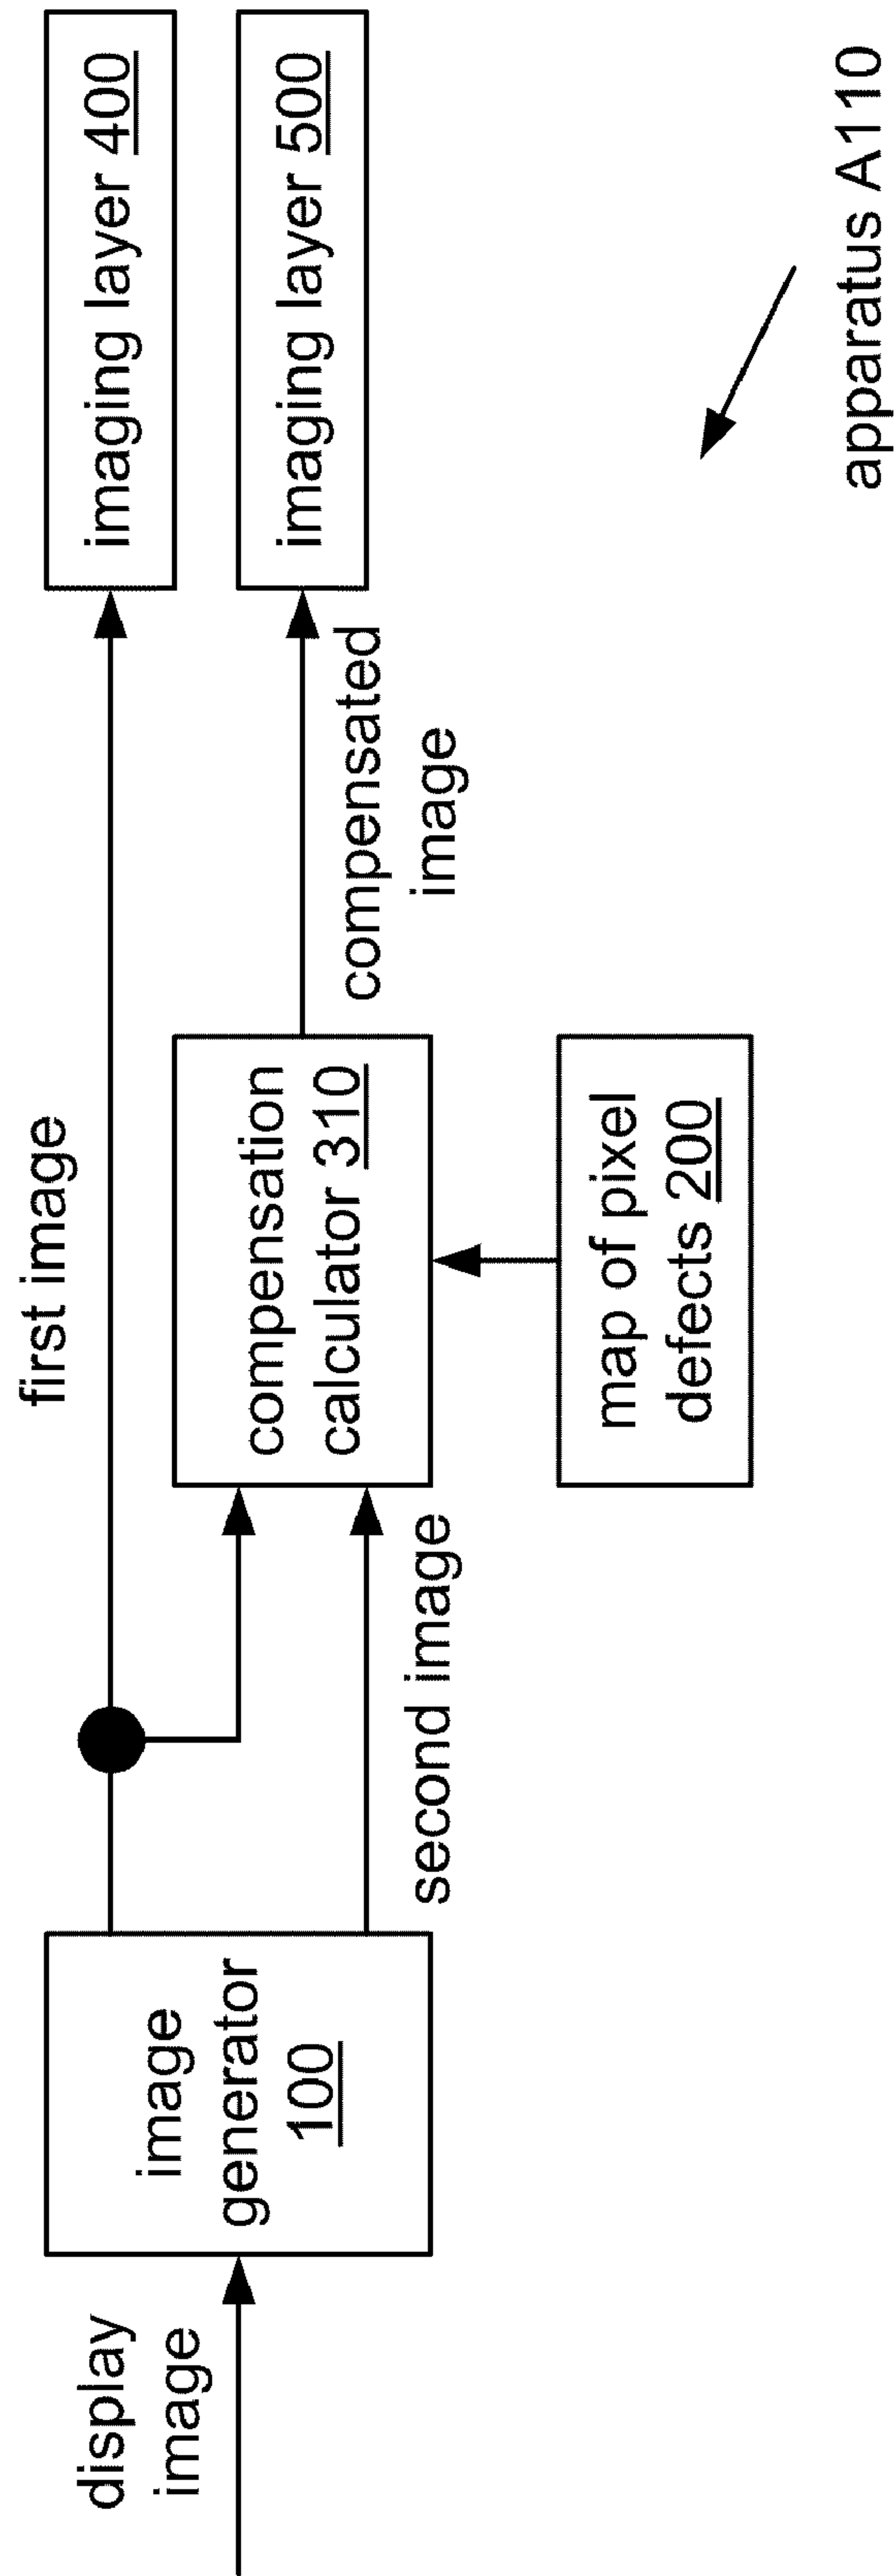 display
image
image
generator
100
first image
second image
compensation
calculator 310
map of pixel
defects 200
compensated
image
imaging layer 400
imaging layer 500
apparatus A110